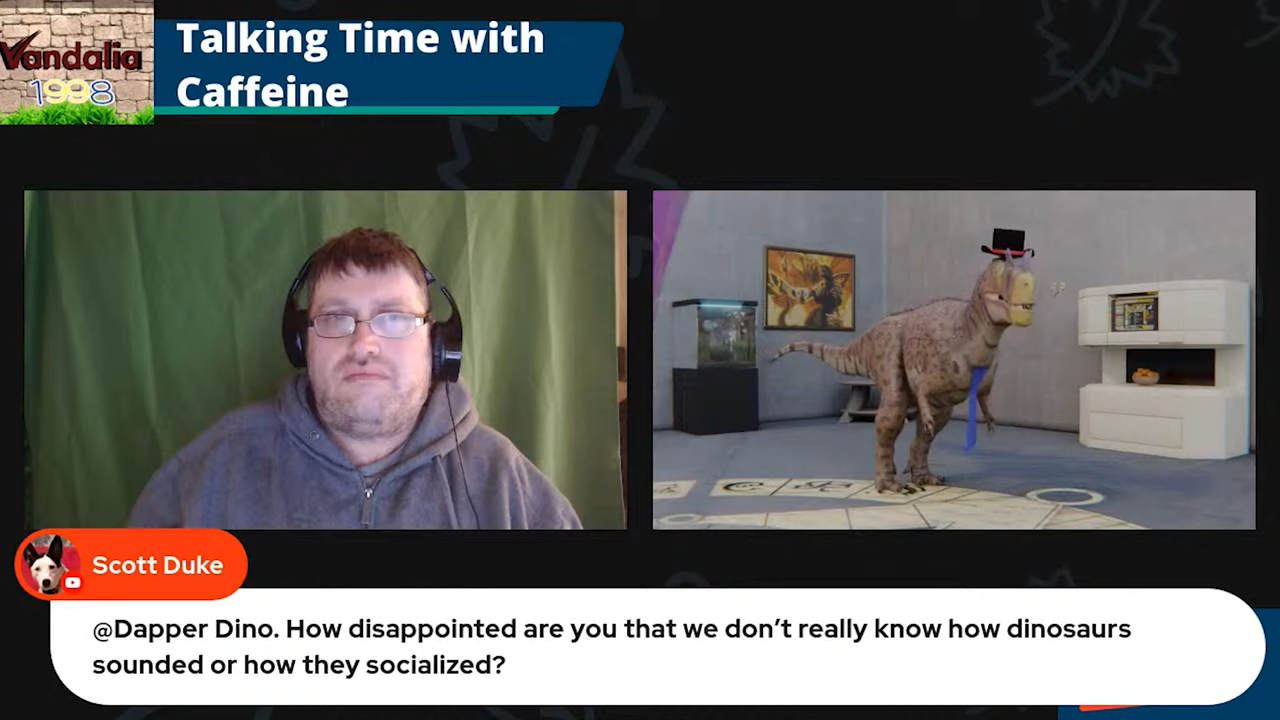 Vandalia
1998
Talking Time with
Caffeine
Scott Duke
@Dapper Dino. How disappointed are you that we don’t really know how dinosaurs
sounded or how they socialized?